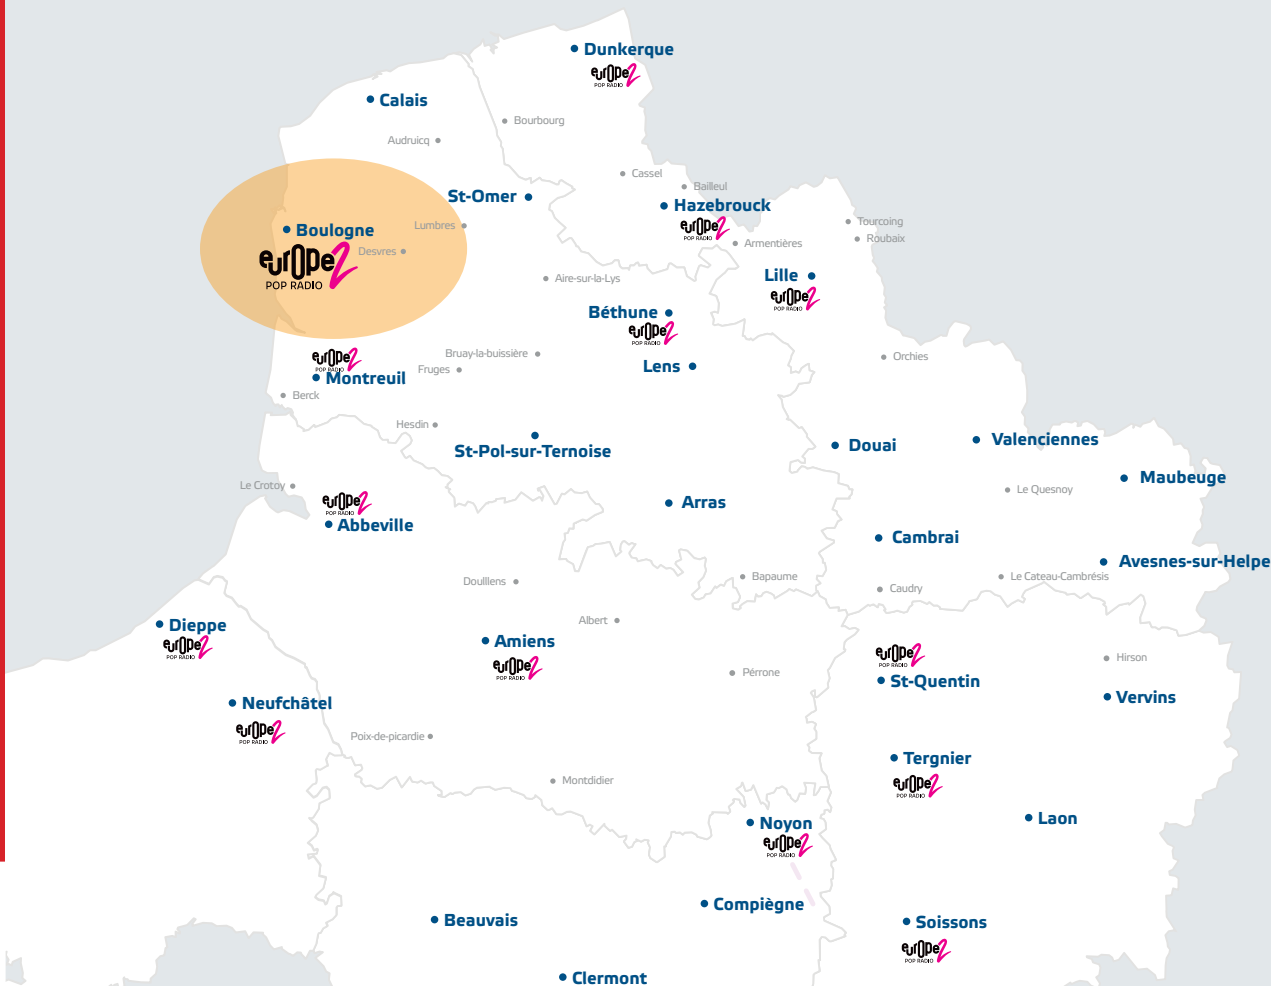 Dunkerque
europe2
POP RADIO
Calais
Bourbourg
Audruicq
Cassel
Bailleul
St-Omer
Hazebrouck
europe2
POP RADIO
Lumbres
Tourcoing
Boulogne
europe2
POP RADIO
Roubaix
Armentières
Desvres
Lille
europe2
POP RADIO
Aire-sur-la-Lys
Béthune
europe2
POP RADIO
Bruay-la-buissière
europe2
POP RADIO
Montreuil
Orchies
Lens
Fruges
Berck
Hesdin
St-Pol-sur-Ternoise
Douai
Valenciennes
Maubeuge
Le Crotoy
Le Quesnoy
europe2
POP RADIO
Abbeville
Arras
Cambrai
Avesnes-sur-Helpe
Doulllens
Bapaume
Le Cateau-Cambrésis
Caudry
Dieppe
europe2
POP RADIO
Albert
Amiens
europe2
POP RADIO
europe2
POP RADIO
St-Quentin
Hirson
Pérrone
Neufchâtel
europe2
POP RADIO
Vervins
Poix-de-picardie
Tergnier
europe2
POP RADIO
Montdidier
Noyon
europe2
POP RADIO
Laon
Compiègne
Beauvais
Soissons
europe2
POP RADIO
Clermont